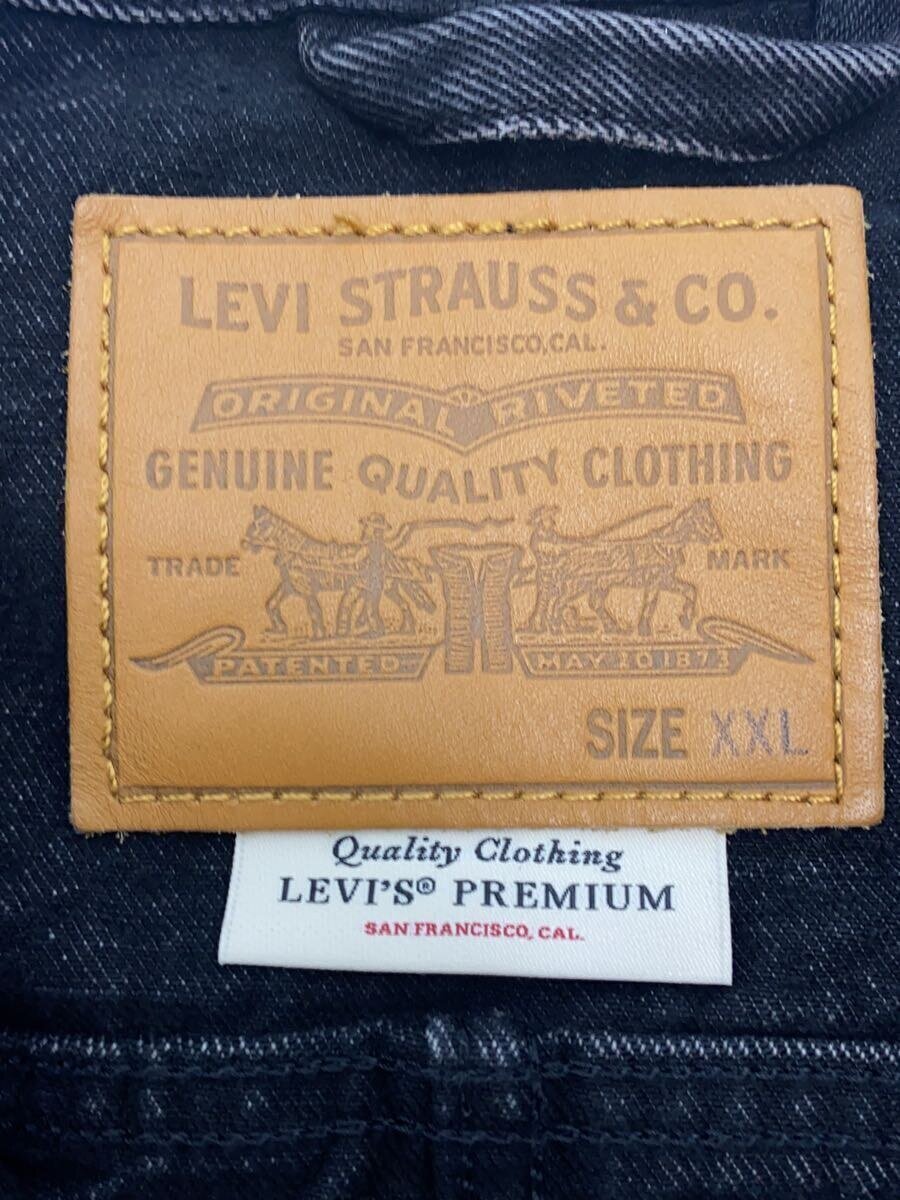 LEVI STRAUSS & CO.
SAN FRANCISCO, CAL.
ORIGINAL RIVETED
GENUINE QUALITY CLOTHING
TRADE MARK
PATENTED MAY 20 1873
SIZE XXL
Quality Clothing
LEVI'S® PREMIUM
SAN FRANCISCO, CAL.